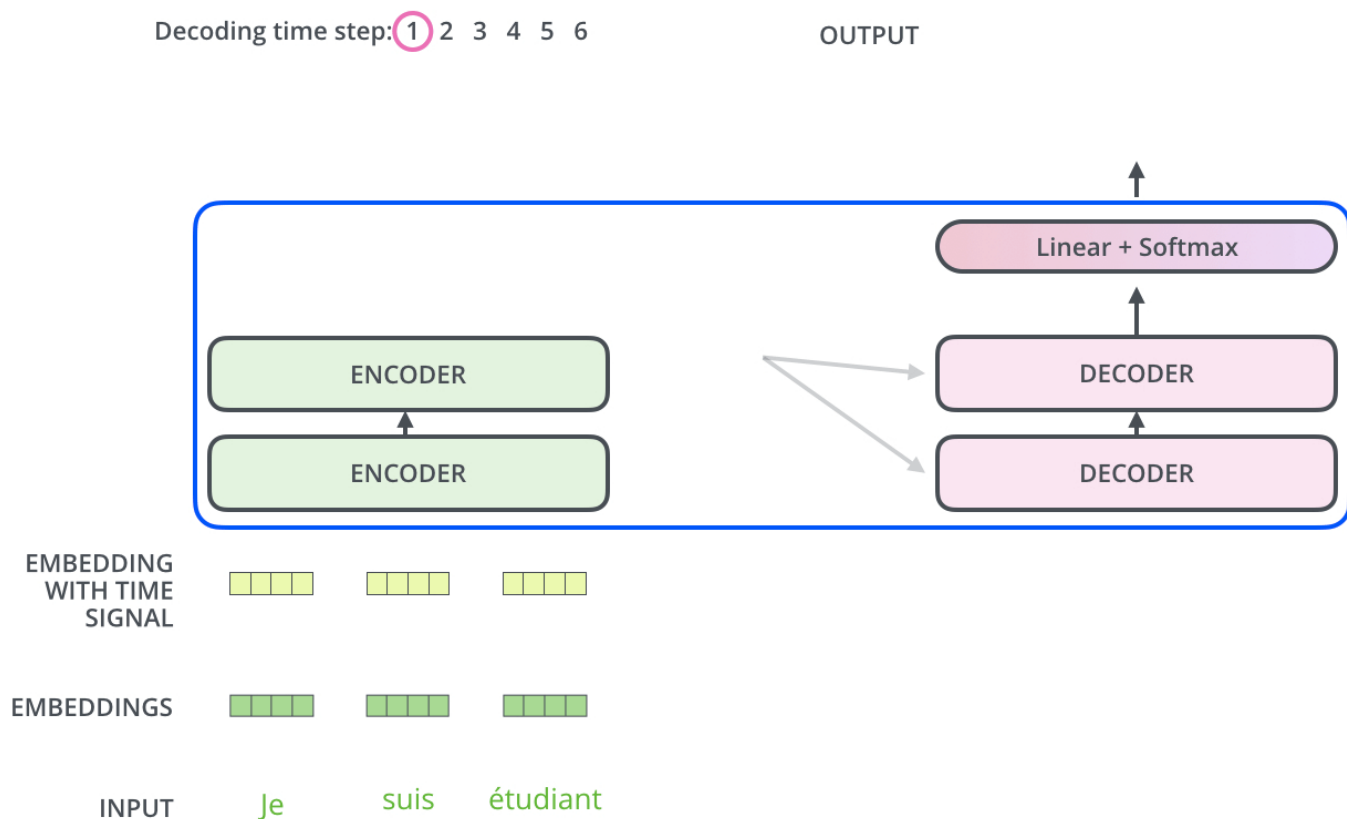 Decoding time step: 1 2 3 4 5 6
OUTPUT
Linear + Softmax
ENCODER
DECODER
ENCODER
DECODER
EMBEDDING
WITH TIME
SIGNAL
EMBEDDINGS
INPUT
Je suis étudiant